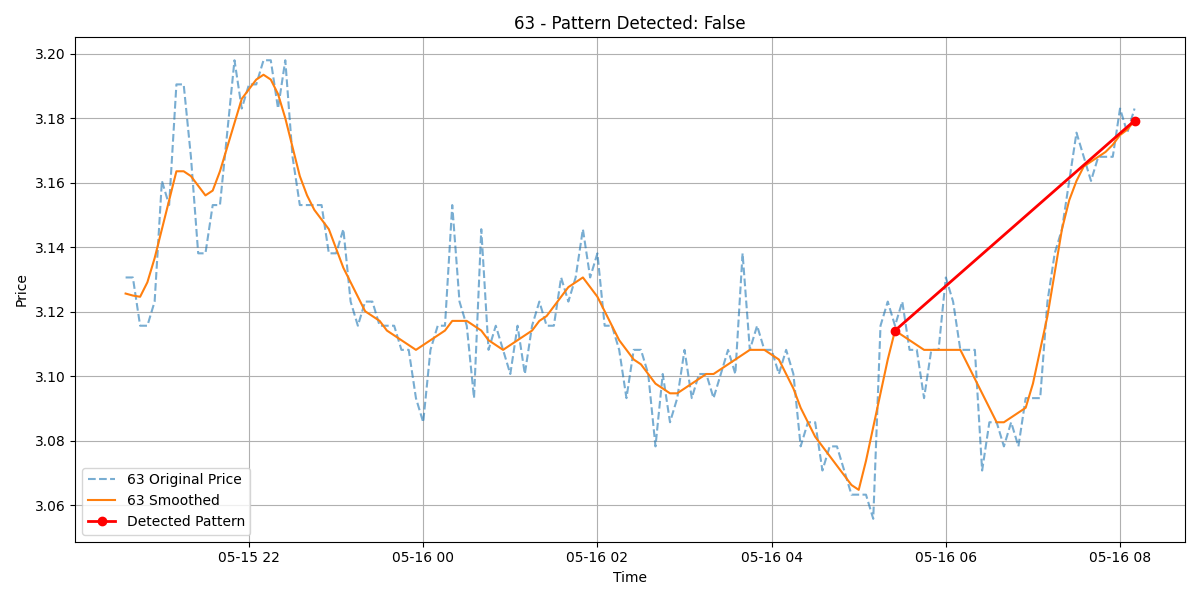 63 - Pattern Detected: False
Price
3.20
3.18
3.16
3.14
3.12
3.10
3.08
3.06
63 Original Price
63 Smoothed
Detected Pattern
05-15 22
05-16 00
05-16 02
05-16 04
05-16 06
05-16 08
Time